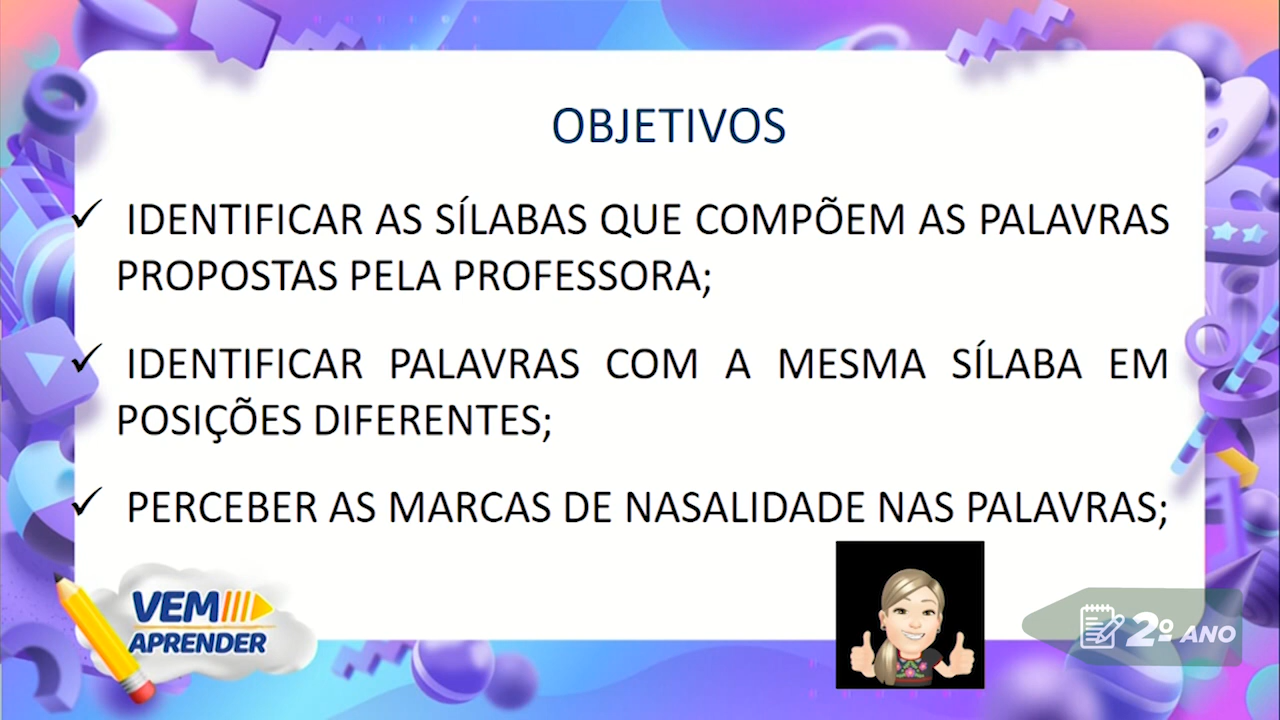 OBJETIVOS
✓ IDENTIFICAR AS SÍLABAS QUE COMPÕEM AS PALAVRAS
PROPOSTAS PELA PROFESSORA;
✓ IDENTIFICAR PALAVRAS COM A MESMA SÍLABA EM
POSIÇÕES DIFERENTES;
✓ PERCEBER AS MARCAS DE NASALIDADE NAS PALAVRAS;
VEM
APRENDER
2º ANO